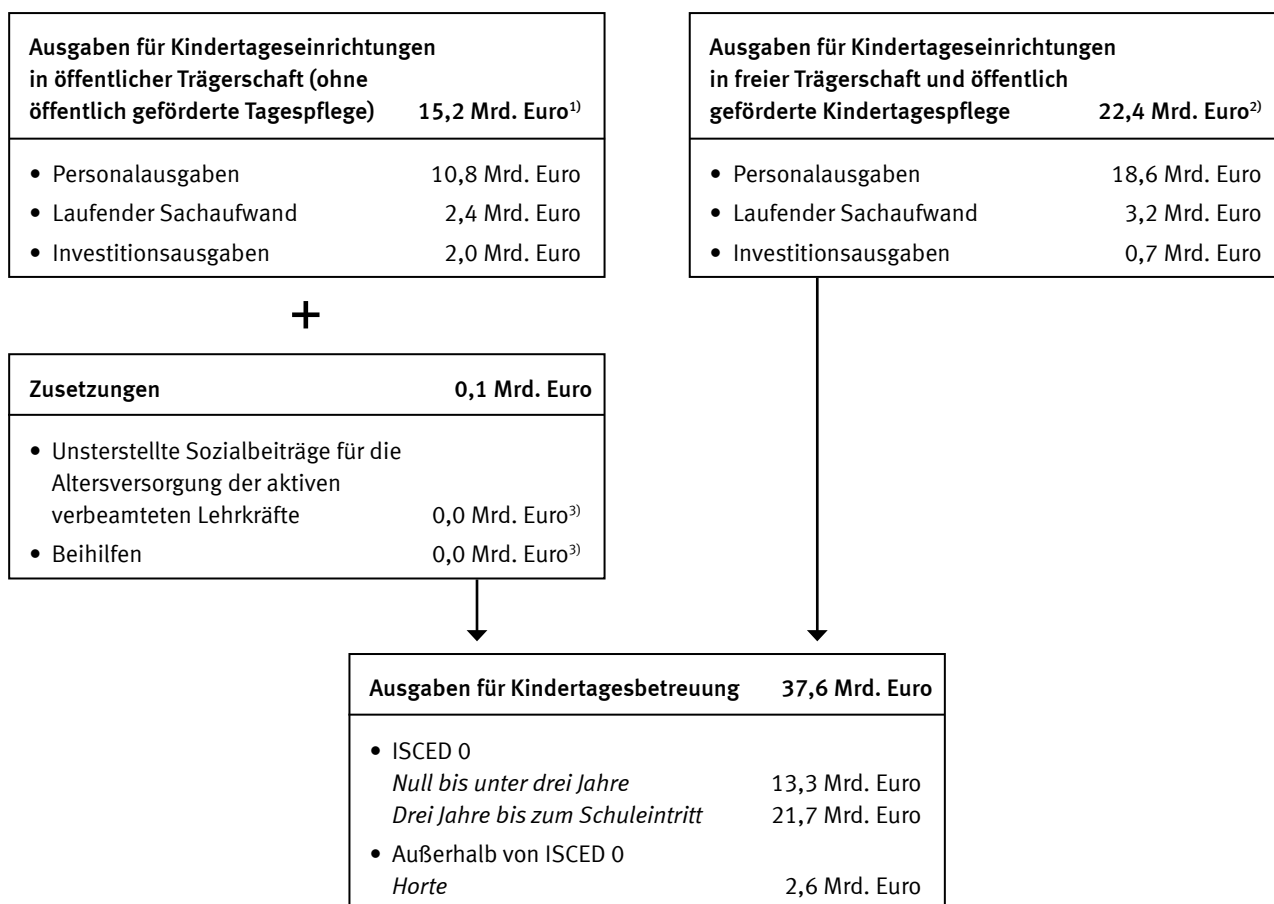 Ausgaben für Kindertageseinrichtungen
in öffentlicher Trägerschaft (ohne
öffentlich geförderte Tagespflege) 15,2 Mrd. Euro1)
• Personalausgaben 10,8 Mrd. Euro
• Laufender Sachaufwand 2,4 Mrd. Euro
• Investitionsausgaben 2,0 Mrd. Euro
+
Zusetzungen 0,1 Mrd. Euro
• Unsterstellte Sozialbeiträge für die
Altersversorgung der aktiven
verbeamteten Lehrkräfte 0,0 Mrd. Euro3)
• Beihilfen 0,0 Mrd. Euro3)
Ausgaben für Kindertageseinrichtungen
in freier Trägerschaft und öffentlich
geförderte Kindertagespflege 22,4 Mrd. Euro2)
• Personalausgaben 18,6 Mrd. Euro
• Laufender Sachaufwand 3,2 Mrd. Euro
• Investitionsausgaben 0,7 Mrd. Euro
Ausgaben für Kindertagesbetreuung 37,6 Mrd. Euro
• ISCED 0
Null bis unter drei Jahre 13,3 Mrd. Euro
Drei Jahre bis zum Schuleintritt 21,7 Mrd. Euro
• Außerhalb von ISCED 0
Horte 2,6 Mrd. Euro